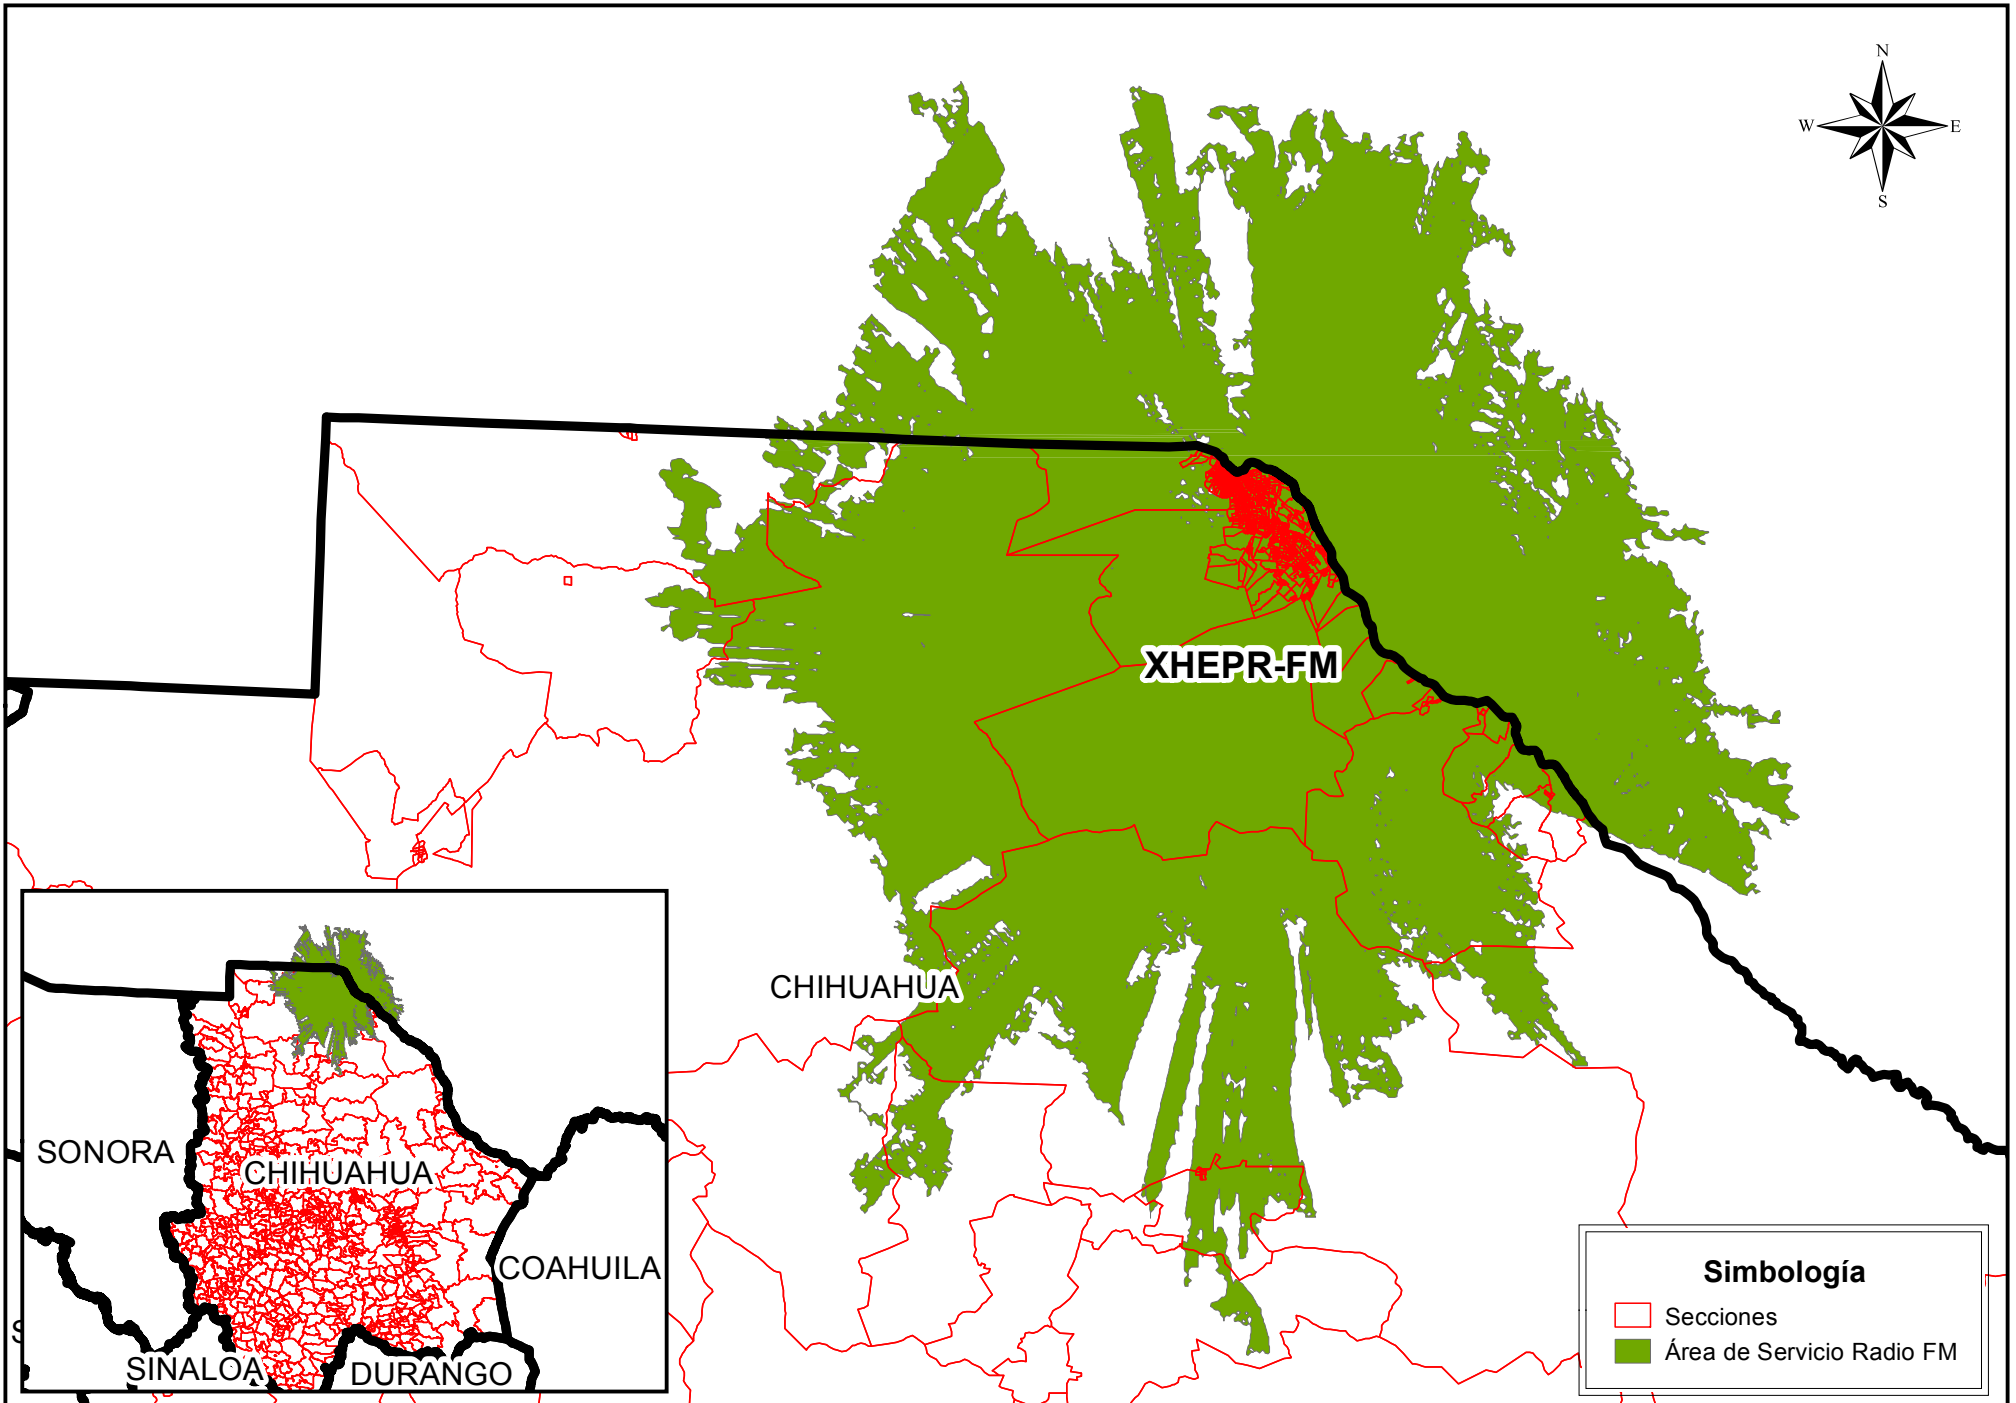 N
W E
S
XHEPR-FM
CHIHUAHUA
SONORA
CHIHUAHUA
COAHUILA
SINALOA
DURANGO
Simbología
Secciones
Área de Servicio Radio FM